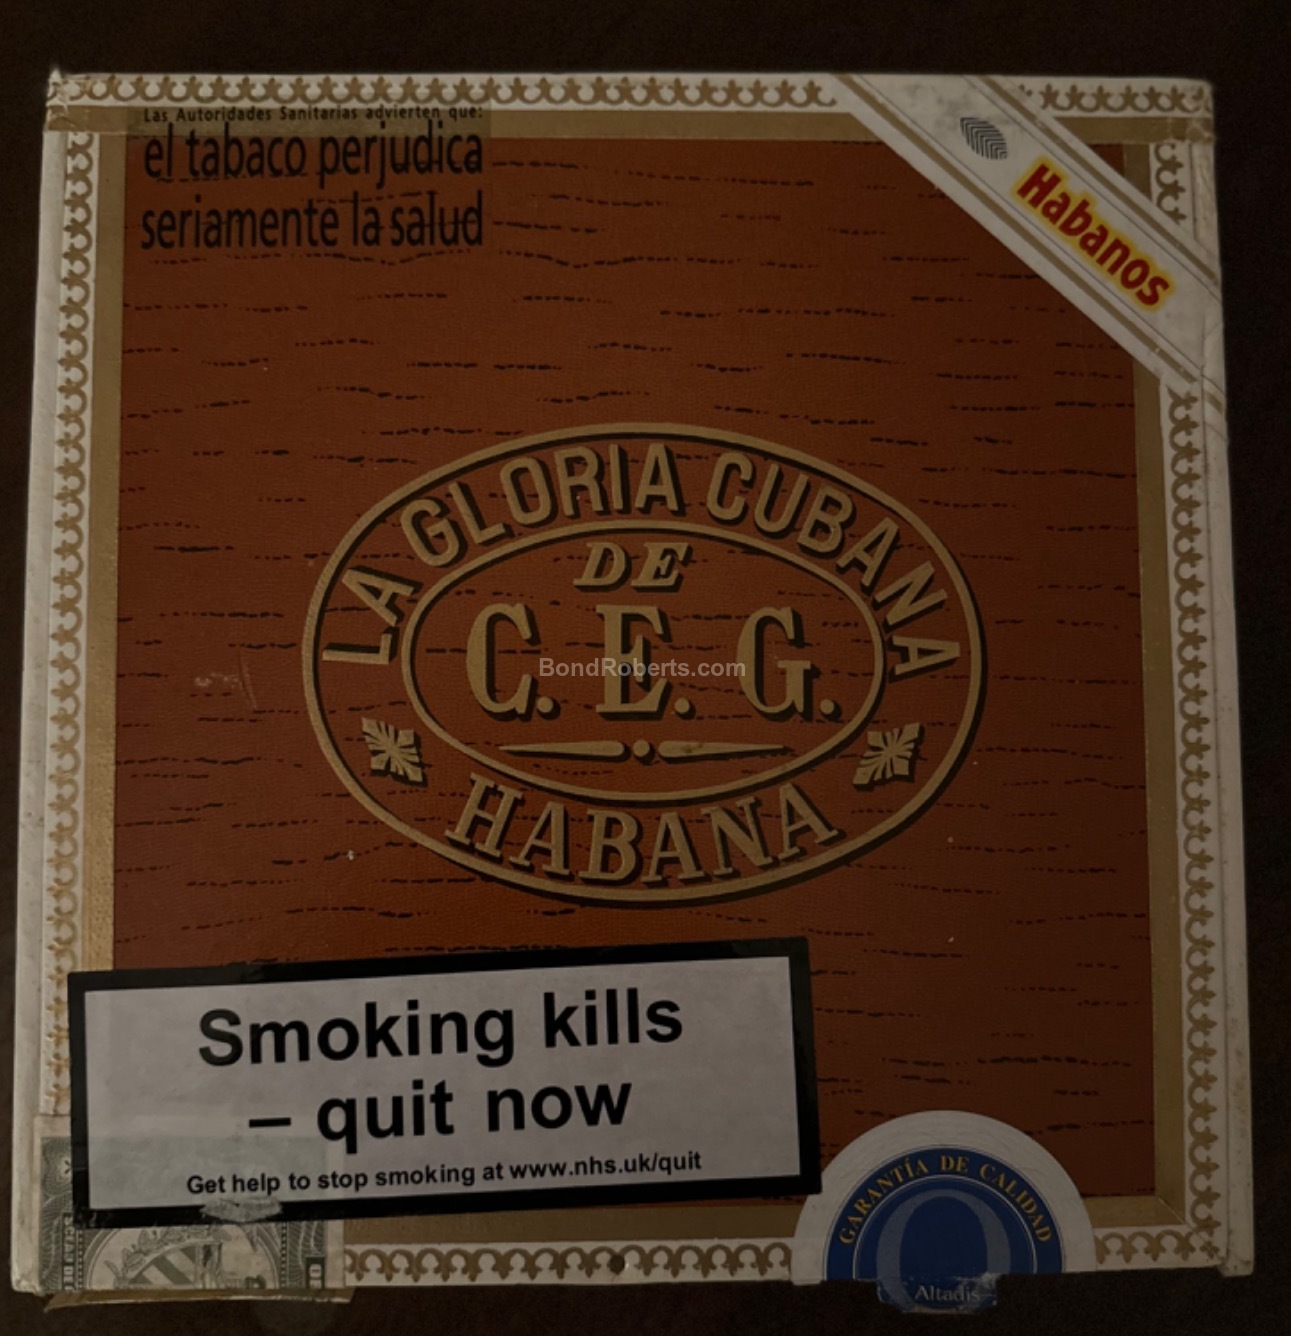 Las Autoridades Sanitarias advierten que:
el tabaco perjudica
seriamente la salud
Habanos
LA GLORIA CUBANA
DE
C. E. G.
BondRoberts.com
HABANA
Smoking kills
– quit now
Get help to stop smoking at www.nhs.uk/quit
GARANTÍA DE CALIDAD
Altadis